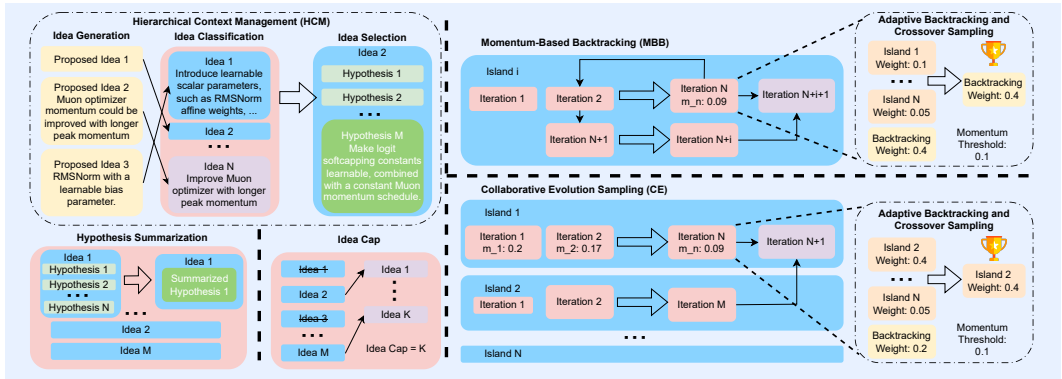 Hierarchical Context Management (HCM)
Idea Generation
Proposed Idea 1
Proposed Idea 2
Muon optimizer
momentum could be
improved with longer
peak momentum
Proposed Idea 3
RMSNorm with a
learnable bias
parameter.
Idea Classification
Idea 1
Introduce learnable
scalar parameters,
such as RMSNorm
affine weights, ...
Idea 2
Idea N
Improve Muon
optimizer with longer
peak momentum
Idea Selection
Idea 2
Hypothesis 1
Hypothesis 2
Hypothesis M
Make logit
softcapping constants
learnable, combined
with a constant Muon
momentum schedule.
Hypothesis Summarization
Idea 1
Hypothesis 1
Hypothesis 2
Hypothesis N
Idea 1
Summarized
Hypothesis 1
Idea 2
Idea M
Idea Cap
Idea 1
Idea 2
Idea 3
Idea M
Idea 1
Idea K
Idea Cap = K
Momentum-Based Backtracking (MBB)
Island i
Iteration 1
Iteration 2
Iteration N
m_n: 0.09
Iteration N+i+1
Iteration N+1
Iteration N+i
Adaptive Backtracking and
Crossover Sampling
Island 1
Weight: 0.1
Island N
Weight: 0.05
Backtracking
Weight: 0.4
Backtracking
Weight: 0.4
Momentum
Threshold:
0.1
Collaborative Evolution Sampling (CE)
Island 1
Iteration 1
m_1: 0.2
Iteration 2
m_2: 0.17
Iteration N
m_n: 0.09
Iteration N+1
Island 2
Iteration 1
Iteration 2
Iteration M
Island N
Adaptive Backtracking and
Crossover Sampling
Island 2
Weight: 0.4
Island N
Weight: 0.05
Backtracking
Weight: 0.2
Island 2
Weight: 0.4
Momentum
Threshold:
0.1